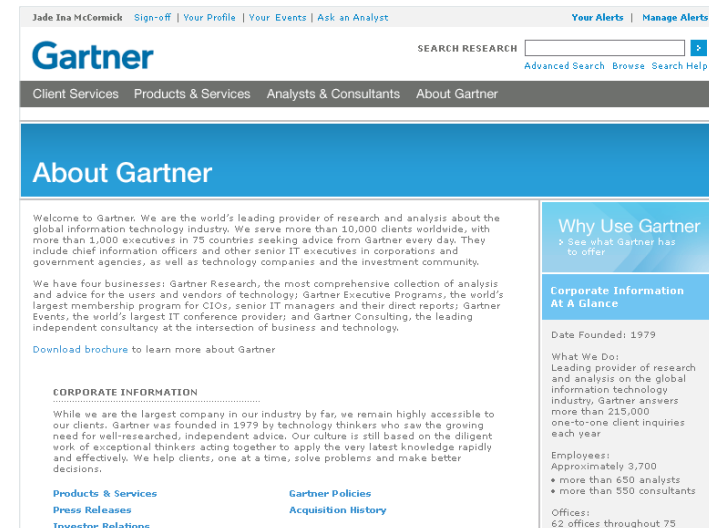 Jade Ina McCormick Sign-off | Your Profile | Your Events | Ask an Analyst
Your Alerts | Manage Alerts
Gartner
SEARCH RESEARCH
Advanced Search Browse Search Help
Client Services Products & Services Analysts & Consultants About Gartner
About Gartner
Welcome to Gartner. We are the world's leading provider of research and analysis about the
global information technology industry. We serve more than 10,000 clients worldwide, with
more than 1,000 executives in 75 countries seeking advice from Gartner every day. They
include chief information officers and other senior IT executives in corporations and
government agencies, as well as technology companies and the investment community.
We have four businesses: Gartner Research, the most comprehensive collection of analysis
and advice for the users and vendors of technology; Gartner Executive Programs, the world's
largest membership program for CIOs, senior IT managers and their direct reports; Gartner
Events, the world's largest IT conference provider; and Gartner Consulting, the leading
independent consultancy at the intersection of business and technology.
Download brochure to learn more about Gartner
CORPORATE INFORMATION
While we are the largest company in our industry by far, we remain highly accessible to
our clients. Gartner was founded in 1979 by technology thinkers who saw the growing
need for well-researched, independent advice. Our culture is still based on the diligent
work of exceptional thinkers acting together to apply the very latest knowledge rapidly
and effectively. We help clients, one at a time, solve problems and make better
decisions.
Products & Services
Gartner Policies
Press Releases
Acquisition History
Investor Relations
Why Use Gartner
> See what Gartner has
to offer
Corporate Information
At A Glance
Date Founded: 1979
What We Do:
Leading provider of research
and analysis on the global
information technology
industry, Gartner answers
more than 215,000
one-to-one client inquiries
each year
Employees:
Approximately 3,700
• more than 650 analysts
• more than 550 consultants
Offices:
62 offices throughout 75